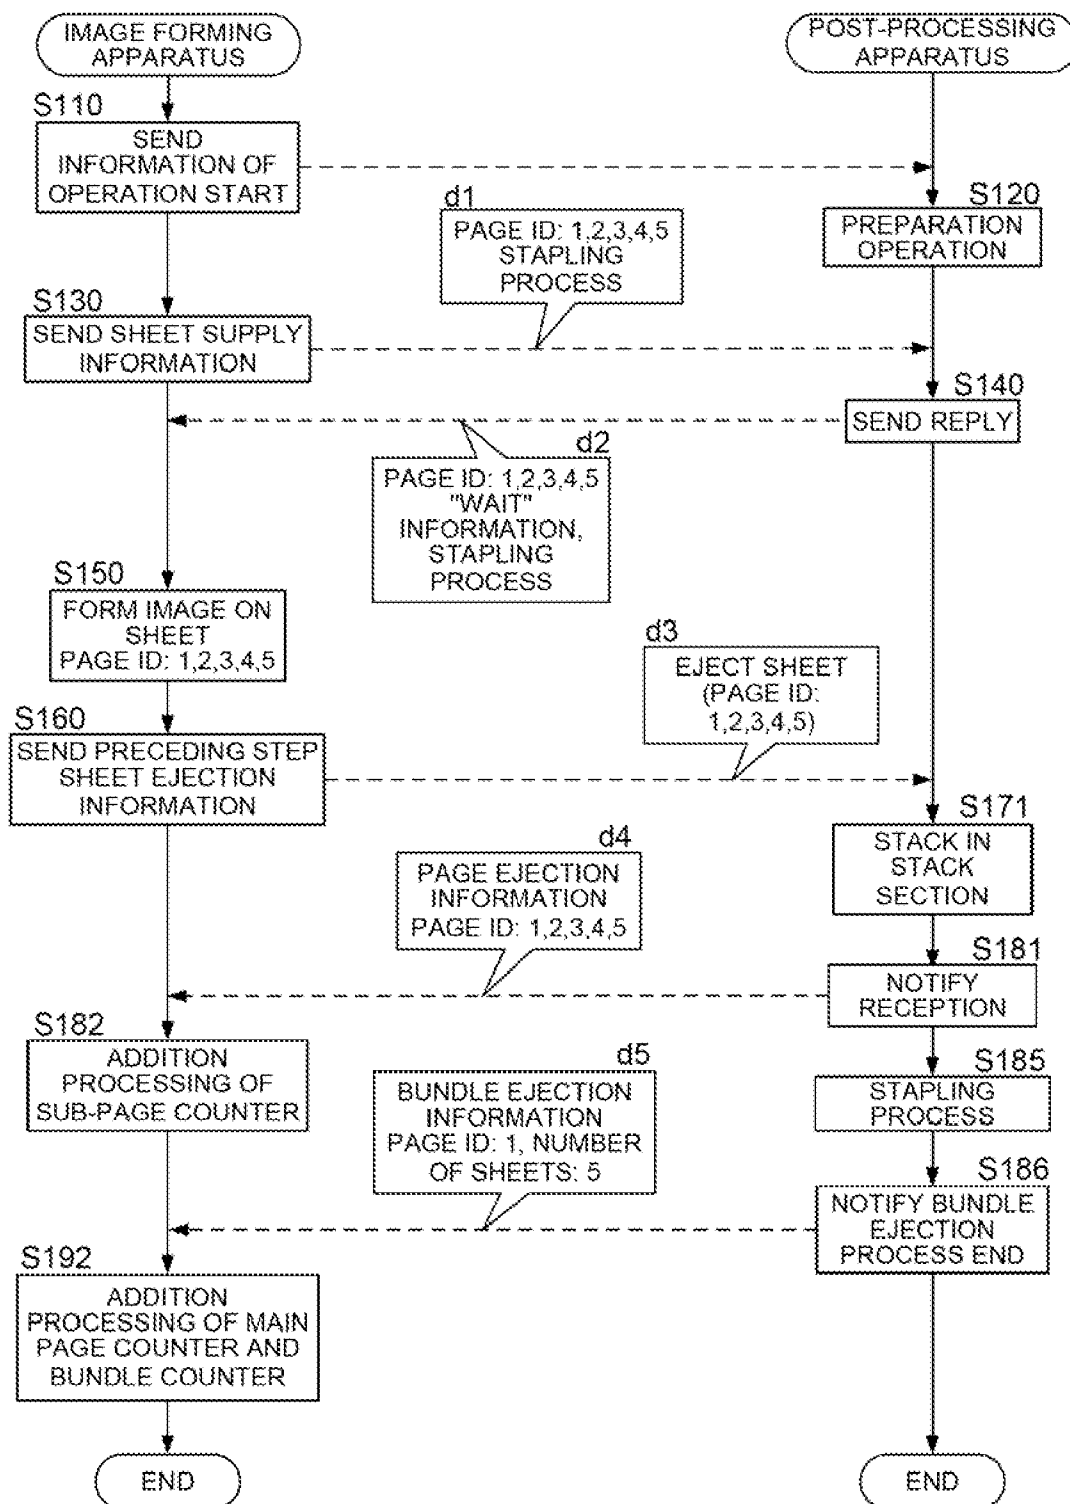 IMAGE FORMING
APPARATUS
POST-PROCESSING
APPARATUS
S110
SEND
INFORMATION OF
OPERATION START
S120
PREPARATION
OPERATION
d1
PAGE ID: 1,2,3,4,5
STAPLING
PROCESS
S130
SEND SHEET SUPPLY
INFORMATION
S140
SEND REPLY
d2
PAGE ID: 1,2,3,4,5
"WAIT"
INFORMATION,
STAPLING
PROCESS
S150
FORM IMAGE ON
SHEET
PAGE ID: 1,2,3,4,5
d3
EJECT SHEET
(PAGE ID:
1,2,3,4,5)
S160
SEND PRECEDING STEP
SHEET EJECTION
INFORMATION
S171
STACK IN
STACK
SECTION
d4
PAGE EJECTION
INFORMATION
PAGE ID: 1,2,3,4,5
S181
NOTIFY
RECEPTION
S182
ADDITION
PROCESSING OF
SUB-PAGE COUNTER
d5
BUNDLE EJECTION
INFORMATION
PAGE ID: 1, NUMBER
OF SHEETS: 5
S185
STAPLING
PROCESS
S186
NOTIFY BUNDLE
EJECTION
PROCESS END
S192
ADDITION
PROCESSING OF MAIN
PAGE COUNTER AND
BUNDLE COUNTER
END
END